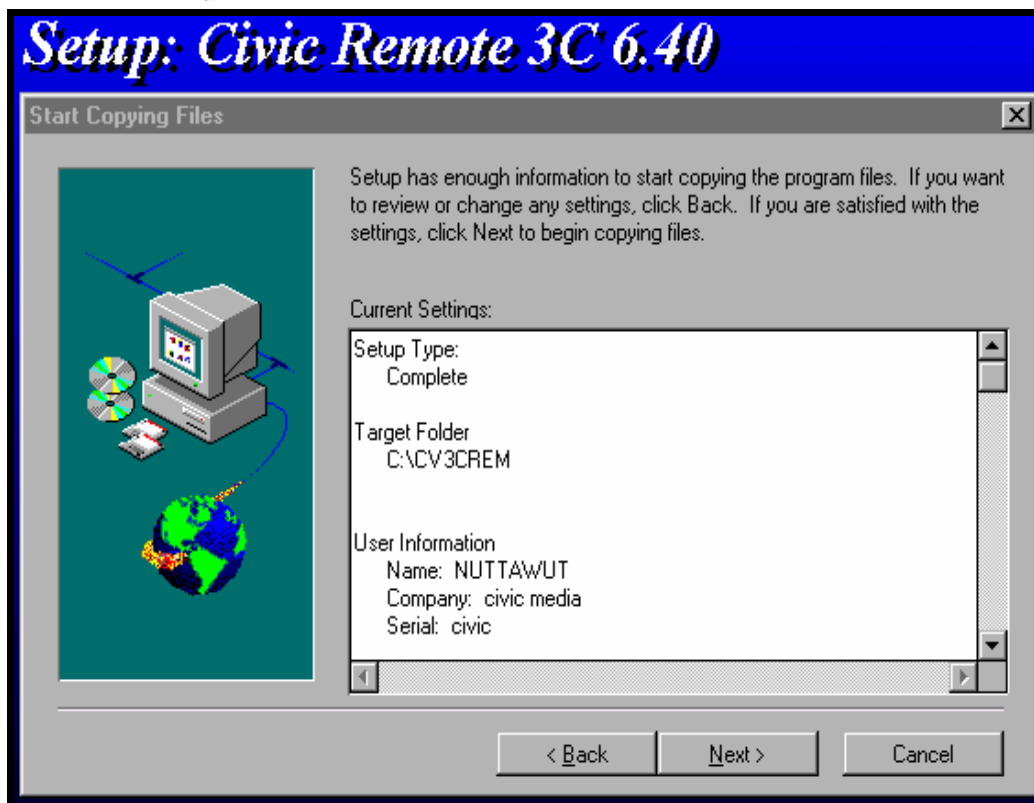 Setup: Civic Remote 3C 6.40
Start Copying Files
Setup has enough information to start copying the program files. If you want
to review or change any settings, click Back. If you are satisfied with the
settings, click Next to begin copying files.
Current Settings:
Setup Type:
Complete
Target Folder
C:\CV3CREM
User Information
Name: NUTTAWUT
Company: civic media
Serial: civic
< Back
Next >
Cancel